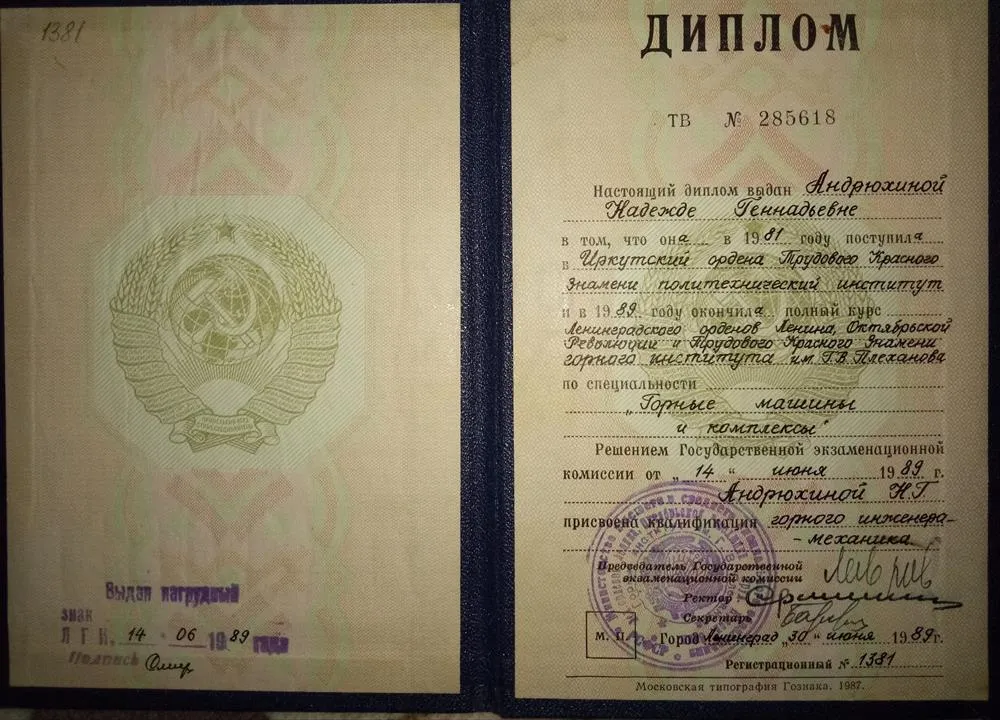 1381
Выдан нагрудный
знак
ЛГИ. 14 06 1989 года
Подпись
ДИПЛОМ
ТВ № 285618
Настоящий диплом выдан Андрюхиной
Надежде Геннадьевне
в том, что она в 1981 году поступила
в Иркутский ордена Трудового Красного
Знамени политехнический институт
и в 1989 году окончила полный курс
Ленинградского орденов Ленина, Октябрьской
Революции и Трудового Красного Знамени
горного института им. Г.В. Плеханова
по специальности
„Горные машины
и комплексы"
Решением Государственной экзаменационной
комиссии от „14" июня 1989 г.
Андрюхиной Н.Г.
присвоена квалификация горного инженера-
-механика
Председатель Государственной
экзаменационной комиссии
Ректор
Секретарь
М. П. Город Ленинград „30" июня 1989г.
Регистрационный № 1381
Московская типография Гознака. 1987.